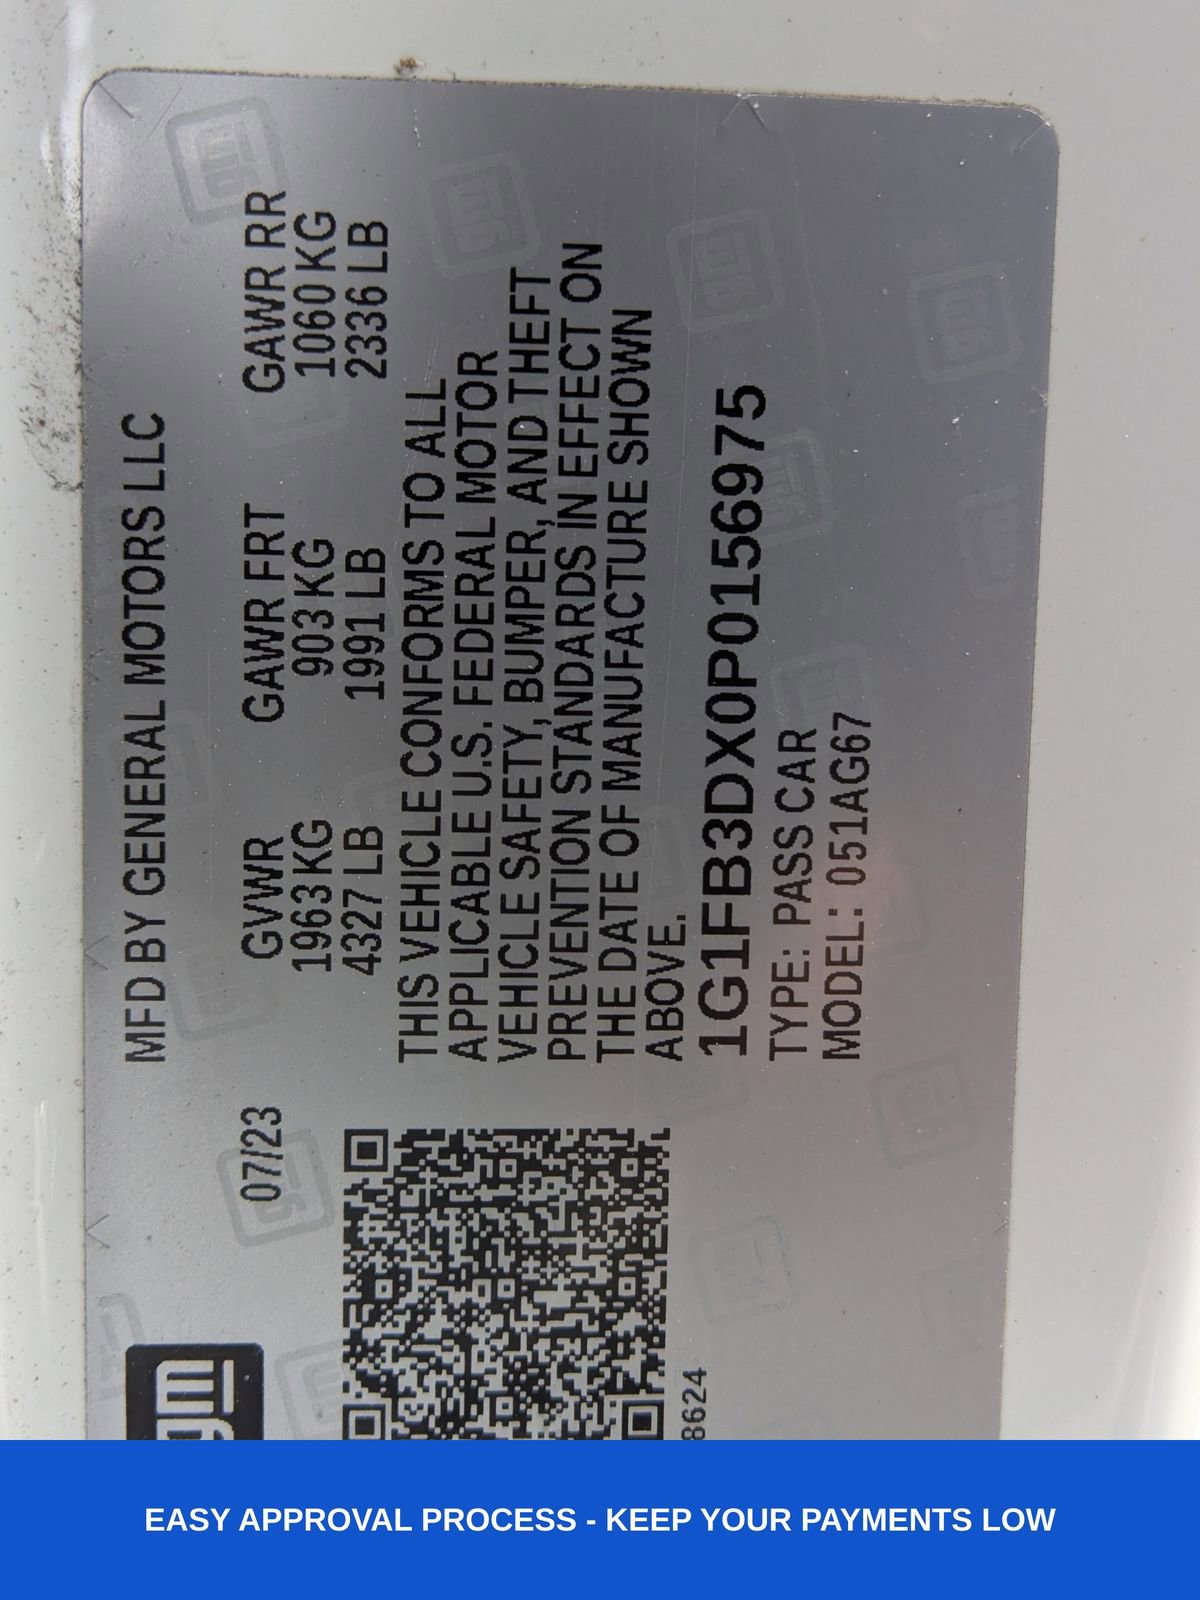 MFD BY GENERAL MOTORS LLC
07/23
GVWR GAWR FRT GAWR RR
1963 KG 903 KG 1060 KG
4327 LB 1991 LB 2336 LB
THIS VEHICLE CONFORMS TO ALL
APPLICABLE U.S. FEDERAL MOTOR
VEHICLE SAFETY, BUMPER, AND THEFT
PREVENTION STANDARDS IN EFFECT ON
THE DATE OF MANUFACTURE SHOWN
ABOVE.
1G1FB3DX0P0156975
TYPE: PASS CAR
MODEL: 051AG67
gm
8624
EASY APPROVAL PROCESS - KEEP YOUR PAYMENTS LOW